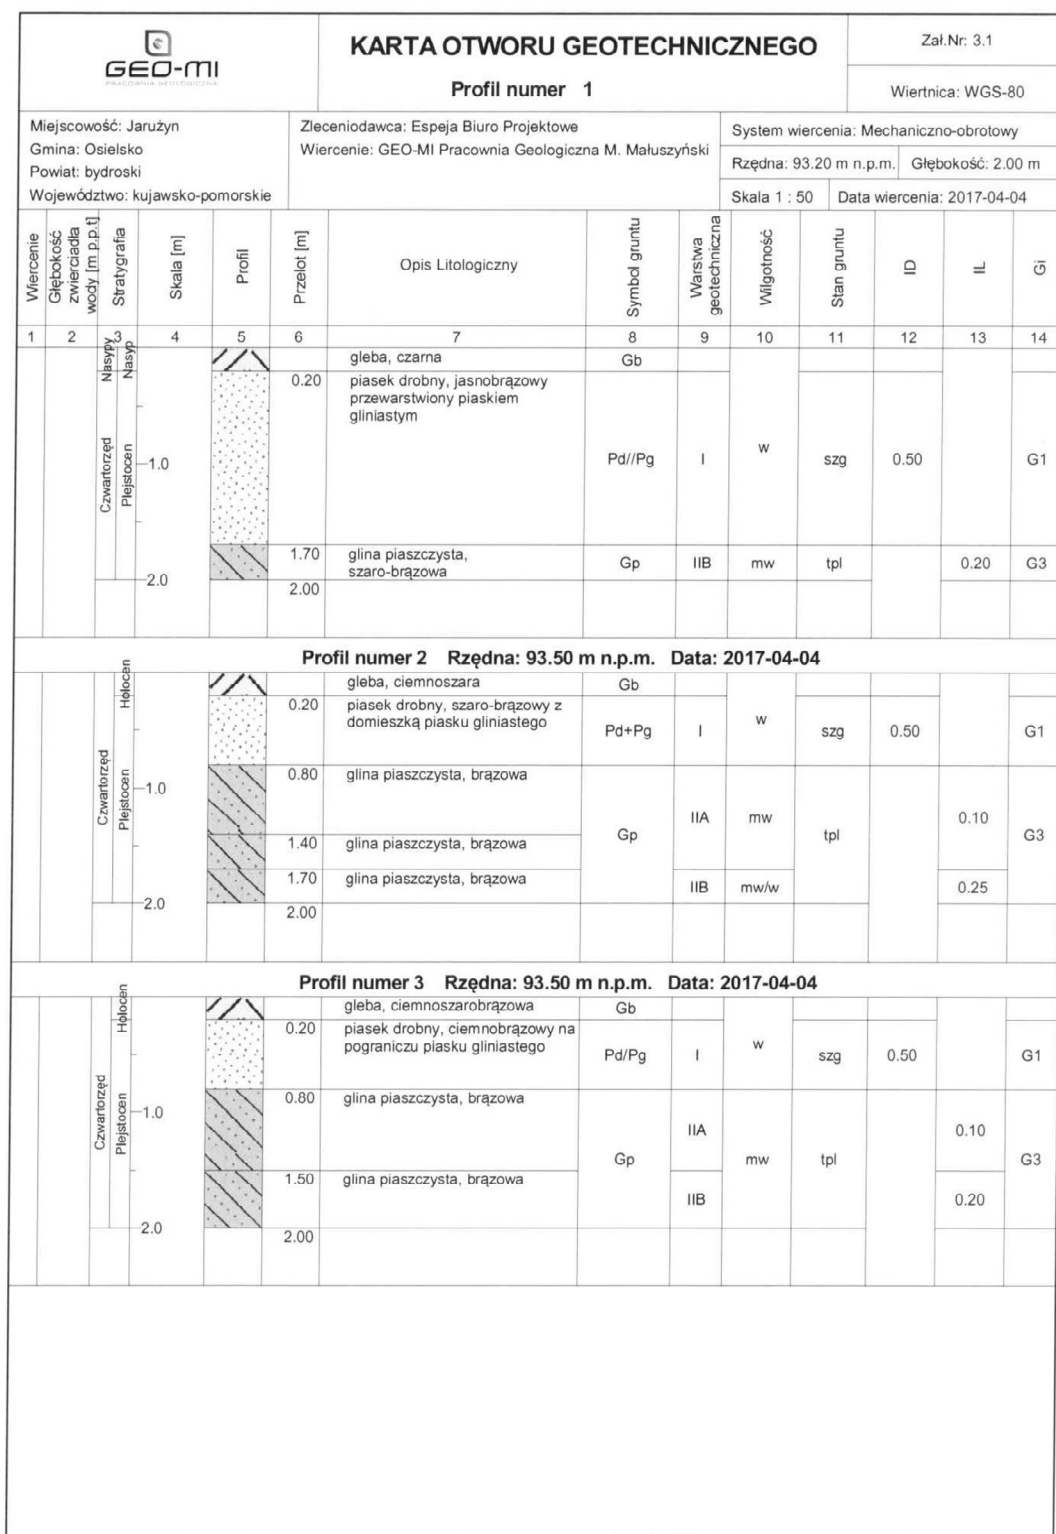 GEO-MI
PRACOWNIA GEOLOGICZNA
KARTA OTWORU GEOTECHNICZNEGO
Profil numer 1
Zał.Nr: 3.1
Wiertnica: WGS-80
Miejscowość: Jarużyn
Gmina: Osielsko
Powiat: bydroski
Województwo: kujawsko-pomorskie
Zleceniodawca: Espeja Biuro Projektowe
Wiercenie: GEO-MI Pracownia Geologiczna M. Małuszyński
System wiercenia: Mechaniczno-obrotowy
Rzędna: 93.20 m n.p.m. Głębokość: 2.00 m
Skala 1 : 50 Data wiercenia: 2017-04-04
Wiercenie
Głębokość
zwierciadła
wody [m p.p.t]
Stratygrafia
Skala [m]
Profil
Przelot [m]
Opis Litologiczny
Symbol gruntu
Warstwa
geotechniczna
Wilgotność
Stan gruntu
ID
IL
Gi
1 2 3 4 5 6 7 8 9 10 11 12 13 14
Nasypy
Nasyp
gleba, czarna Gb
0.20 piasek drobny, jasnobrązowy
przewarstwiony piaskiem
gliniastym
Czwartorzęd
Plejstocen
1.0 Pd//Pg I w szg 0.50 G1
1.70 glina piaszczysta,
szaro-brązowa
Gp IIB mw tpl 0.20 G3
2.0
2.00
Profil numer 2 Rzędna: 93.50 m n.p.m. Data: 2017-04-04
Holocen
gleba, ciemnoszara Gb
0.20 piasek drobny, szaro-brązowy z
domieszką piasku gliniastego
Pd+Pg I w szg 0.50 G1
Czwartorzęd
Plejstocen
0.80 glina piaszczysta, brązowa
1.0
IIA mw 0.10
1.40 glina piaszczysta, brązowa
Gp tpl G3
1.70 glina piaszczysta, brązowa
IIB mw/w 0.25
2.0
2.00
Profil numer 3 Rzędna: 93.50 m n.p.m. Data: 2017-04-04
Holocen
gleba, ciemnoszarobrązowa Gb
0.20 piasek drobny, ciemnobrązowy na
pograniczu piasku gliniastego
Pd/Pg I w szg 0.50 G1
Czwartorzęd
Plejstocen
0.80 glina piaszczysta, brązowa
1.0
IIA 0.10
Gp mw tpl G3
1.50 glina piaszczysta, brązowa
IIB 0.20
2.0
2.00